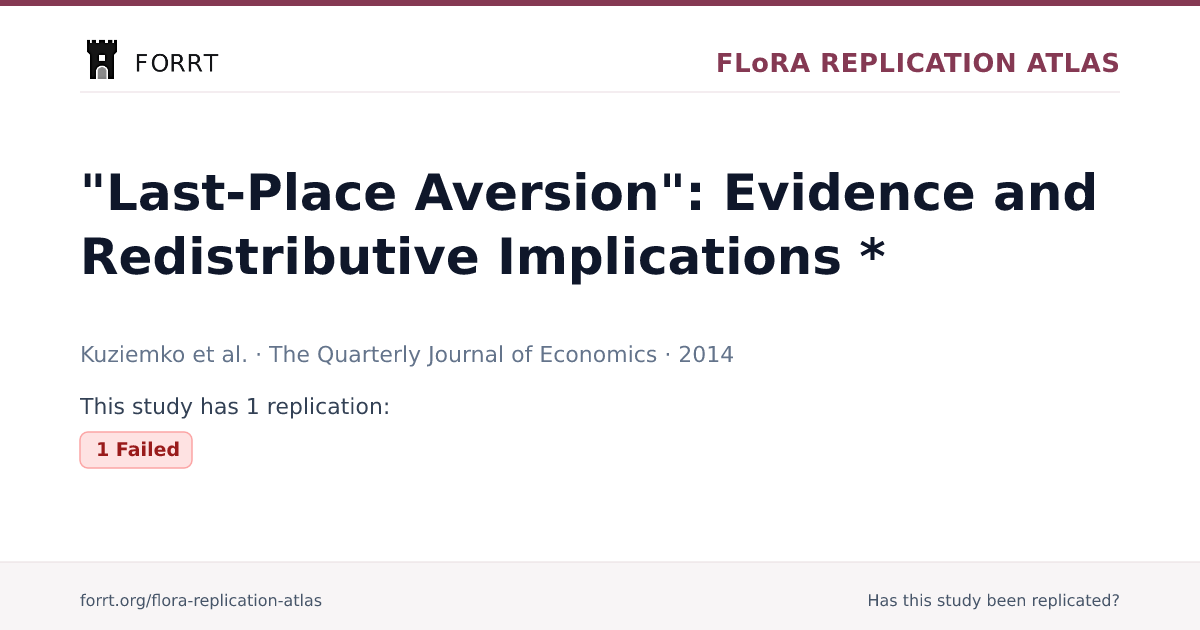 FORRT
FLoRA REPLICATION ATLAS
"Last-Place Aversion": Evidence and
Redistributive Implications *
Kuziemko et al. · The Quarterly Journal of Economics · 2014
This study has 1 replication:
1 Failed
forrt.org/flora-replication-atlas
Has this study been replicated?